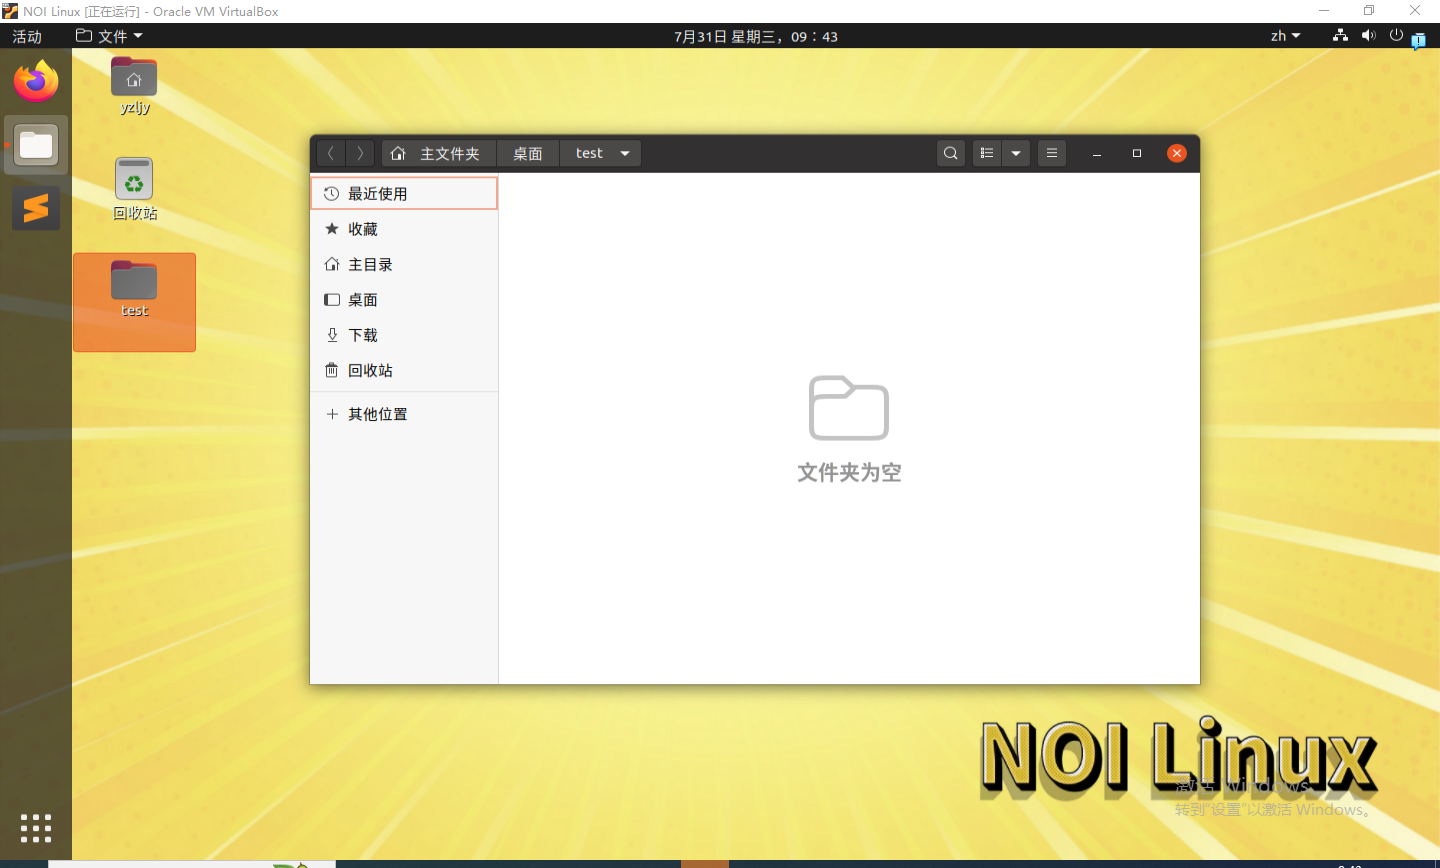 NOI Linux [正在运行] - Oracle VM VirtualBox
活动 文件 7月31日 星期三，09：43 zh
yzljy
回收站
test
主文件夹 桌面 test
最近使用
收藏
主目录
桌面
下载
回收站
其他位置
文件夹为空
NOI Linux
激活 Windows
转到"设置"以激活 Windows。